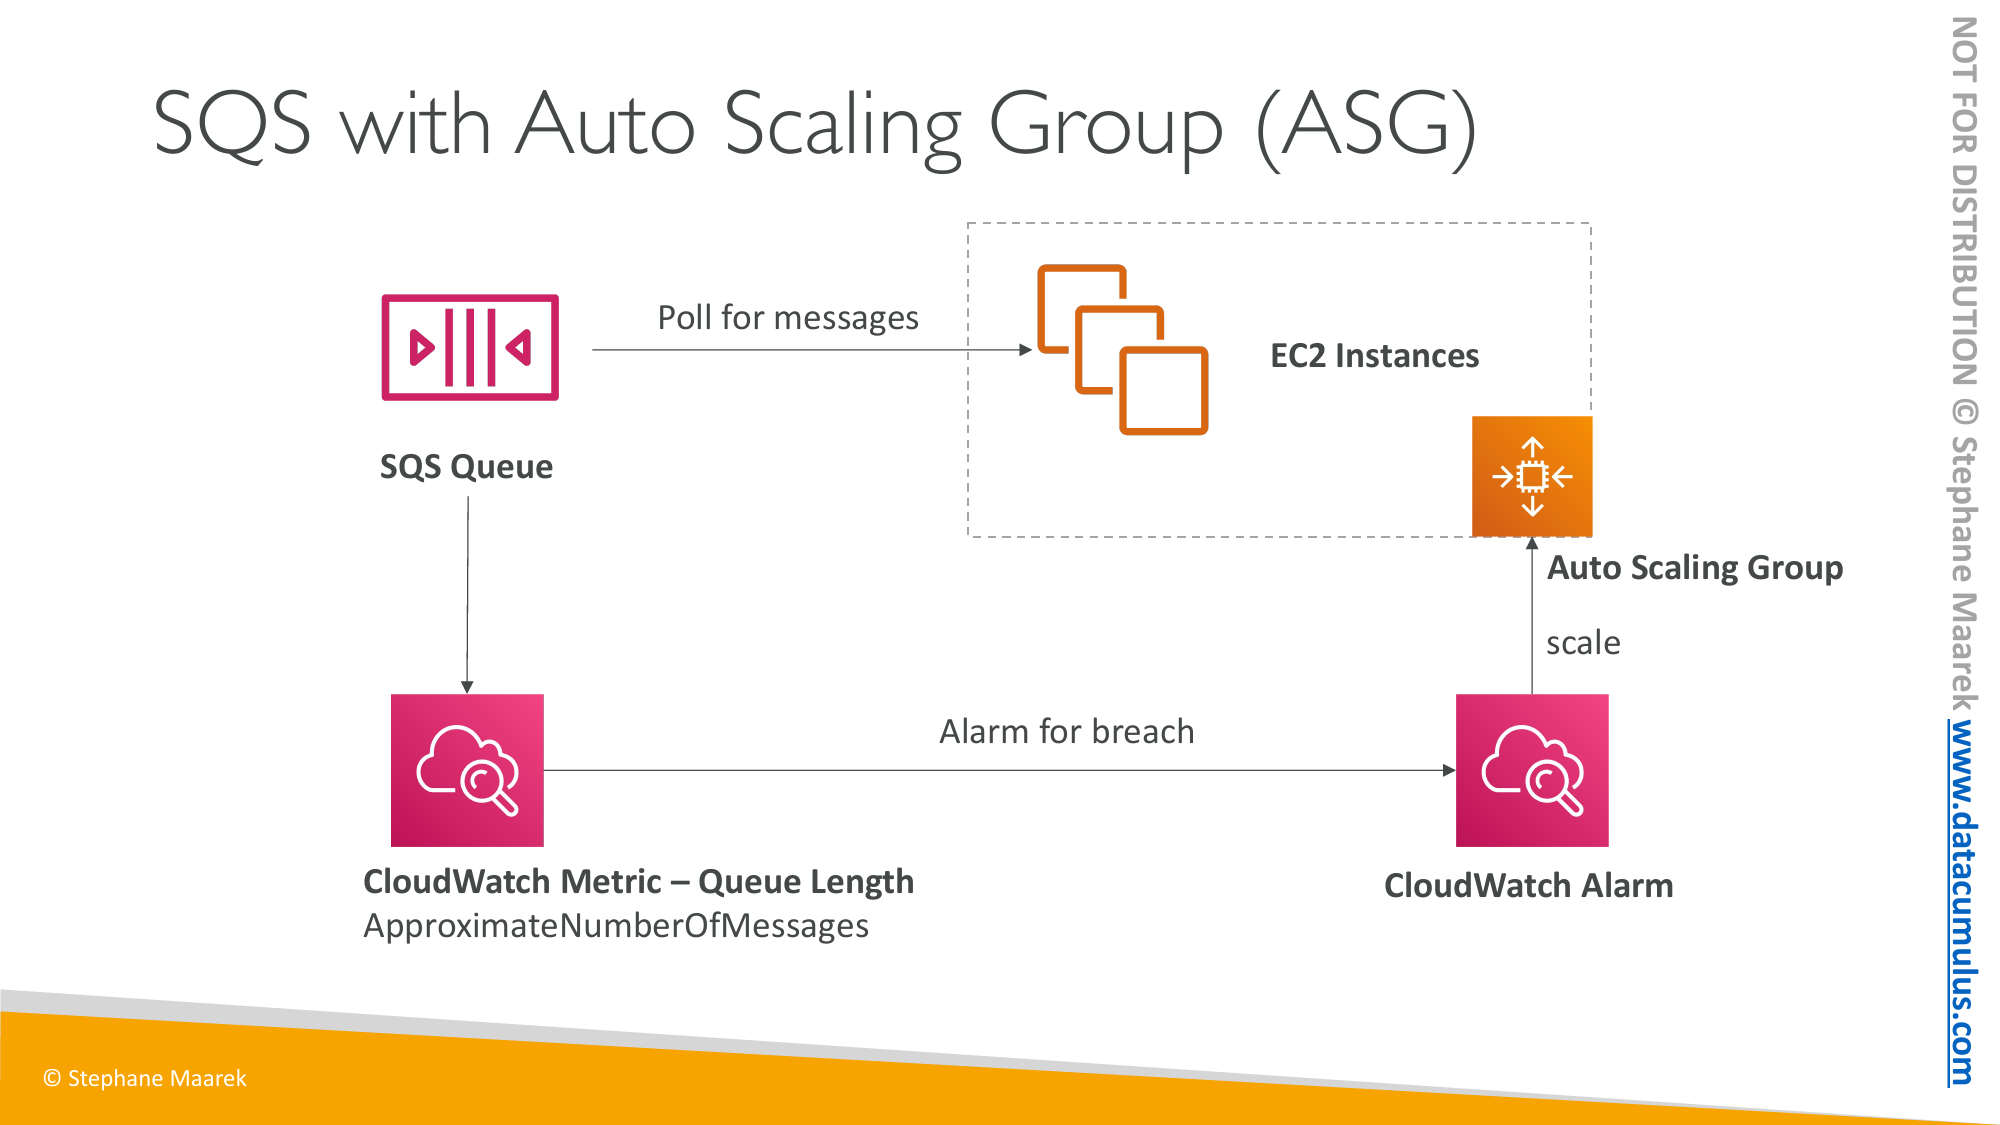 SQS with Auto Scaling Group (ASG)
Poll for messages
EC2 Instances
SQS Queue
Auto Scaling Group
scale
Alarm for breach
CloudWatch Metric – Queue Length
ApproximateNumberOfMessages
CloudWatch Alarm
© Stephane Maarek
NOT FOR DISTRIBUTION © Stephane Maarek www.datacumulus.com